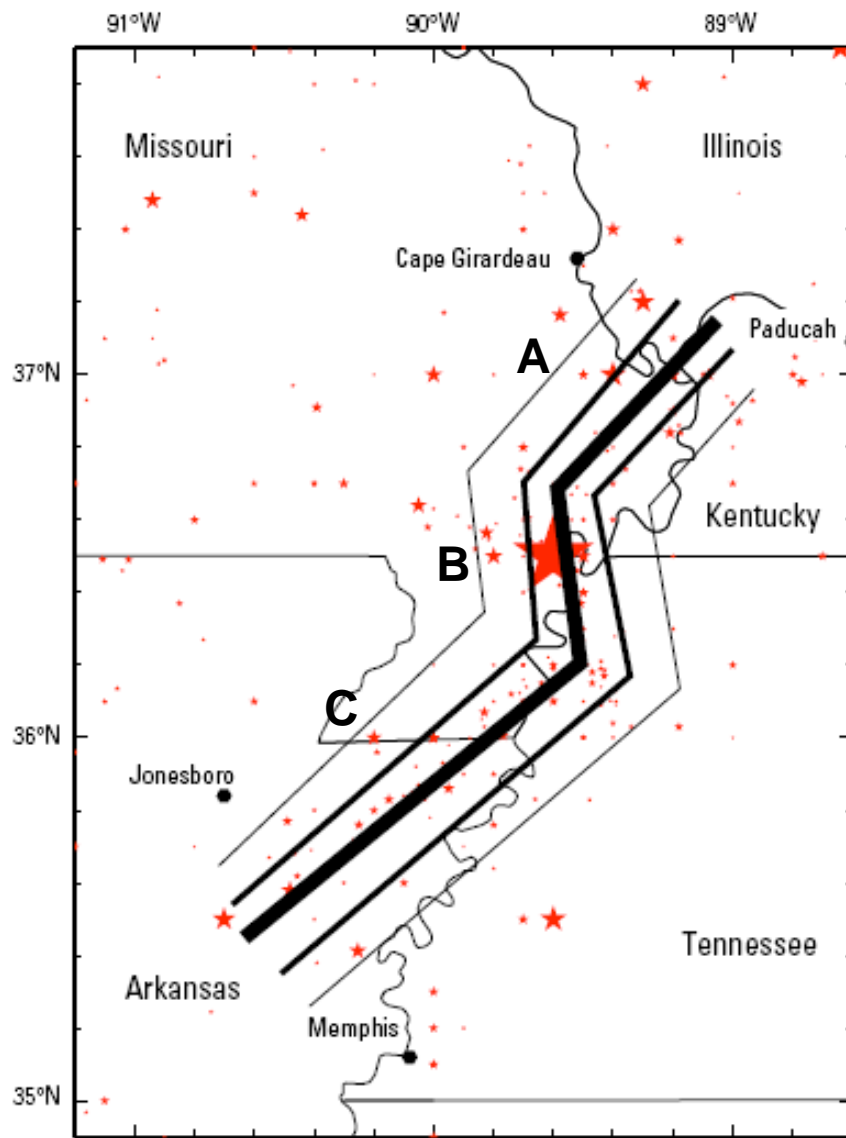 91°W 90°W 89°W
Missouri
Illinois
Cape Girardeau
Paducah
A
37°N
Kentucky
B
C
36°N
Jonesboro
Tennessee
Arkansas
Memphis
35°N